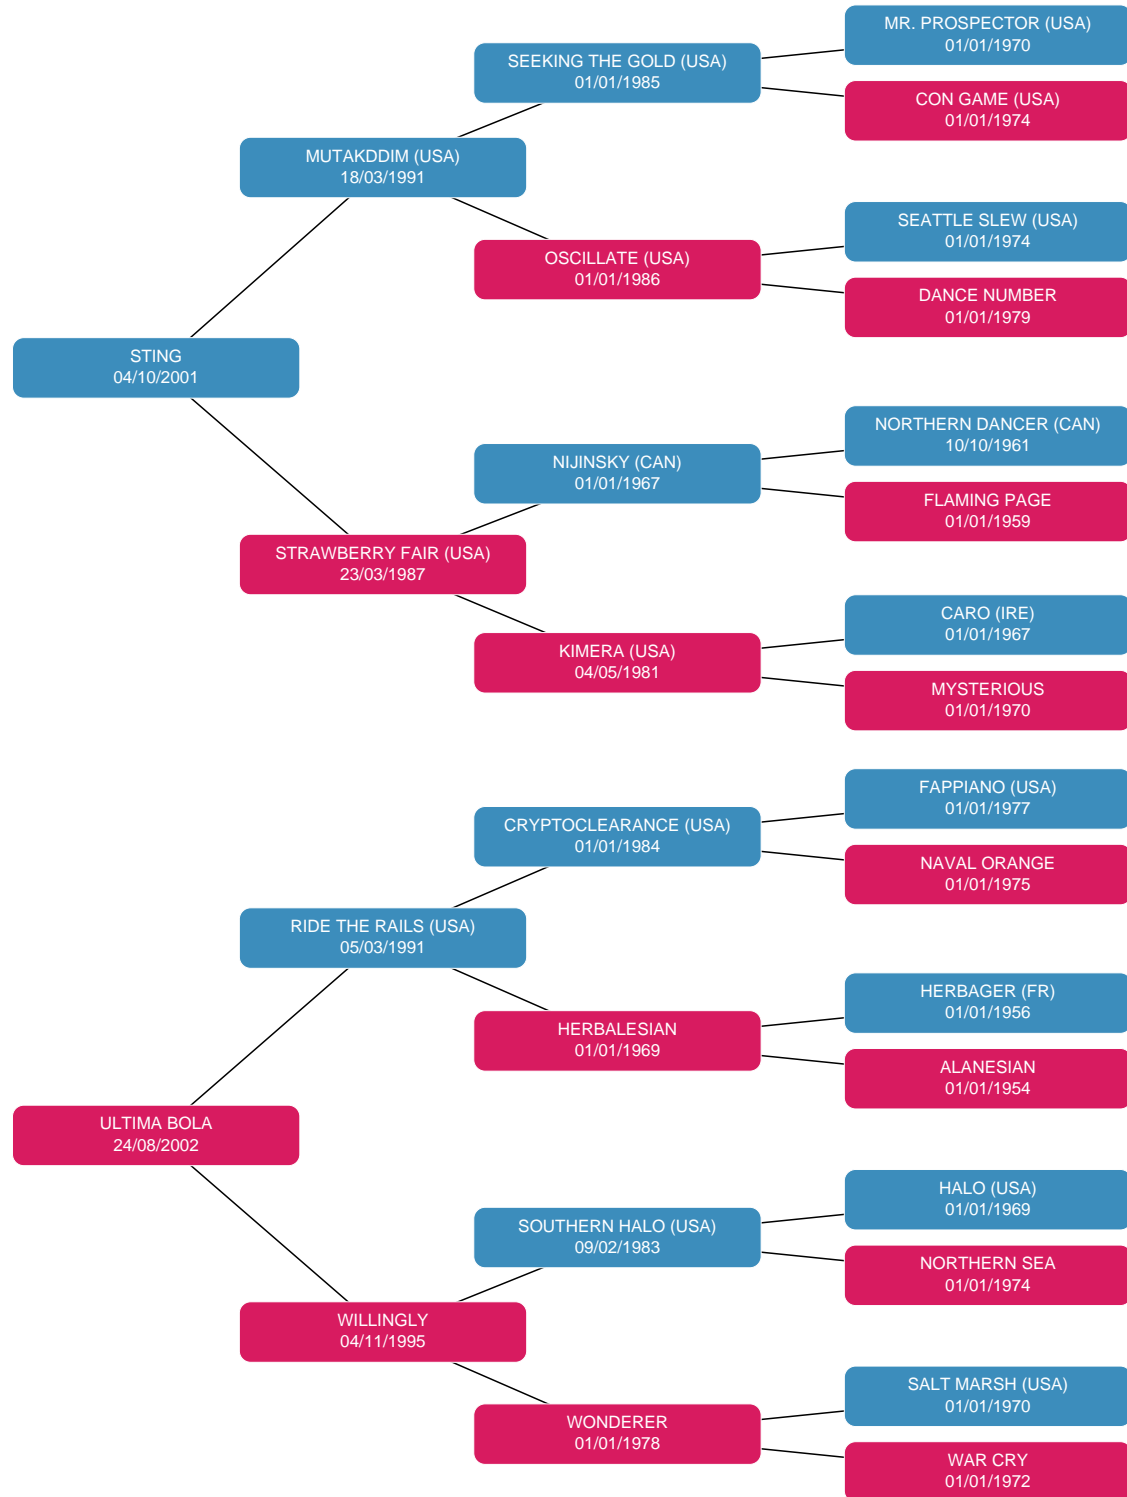 MR. PROSPECTOR (USA)
01/01/1970
SEEKING THE GOLD (USA)
01/01/1985
CON GAME (USA)
01/01/1974
MUTAKDDIM (USA)
18/03/1991
SEATTLE SLEW (USA)
01/01/1974
OSCILLATE (USA)
01/01/1986
DANCE NUMBER
01/01/1979
STING
04/10/2001
NORTHERN DANCER (CAN)
10/10/1961
NIJINSKY (CAN)
01/01/1967
FLAMING PAGE
01/01/1959
STRAWBERRY FAIR (USA)
23/03/1987
CARO (IRE)
01/01/1967
KIMERA (USA)
04/05/1981
MYSTERIOUS
01/01/1970
FAPPIANO (USA)
01/01/1977
CRYPTOCLEARANCE (USA)
01/01/1984
NAVAL ORANGE
01/01/1975
RIDE THE RAILS (USA)
05/03/1991
HERBAGER (FR)
01/01/1956
HERBALESIAN
01/01/1969
ALANESIAN
01/01/1954
ULTIMA BOLA
24/08/2002
HALO (USA)
01/01/1969
SOUTHERN HALO (USA)
09/02/1983
NORTHERN SEA
01/01/1974
WILLINGLY
04/11/1995
SALT MARSH (USA)
01/01/1970
WONDERER
01/01/1978
WAR CRY
01/01/1972